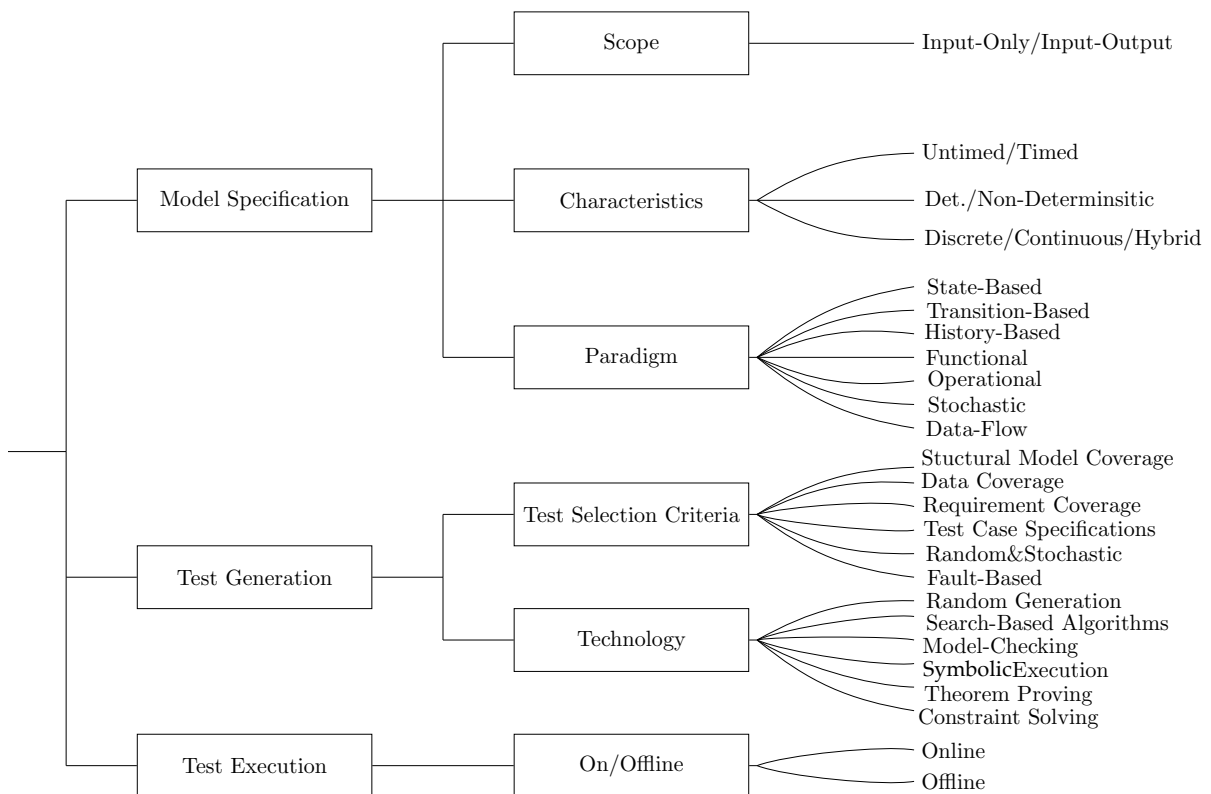 Scope
Input-Only/Input-Output
Model Specification
Characteristics
Untimed/Timed
Det./Non-Determinsitic
Discrete/Continuous/Hybrid
Paradigm
State-Based
Transition-Based
History-Based
Functional
Operational
Stochastic
Data-Flow
Test Generation
Test Selection Criteria
Stuctural Model Coverage
Data Coverage
Requirement Coverage
Test Case Specifications
Random&Stochastic
Fault-Based
Technology
Random Generation
Search-Based Algorithms
Model-Checking
SymbolicExecution
Theorem Proving
Constraint Solving
Test Execution
On/Offline
Online
Offline